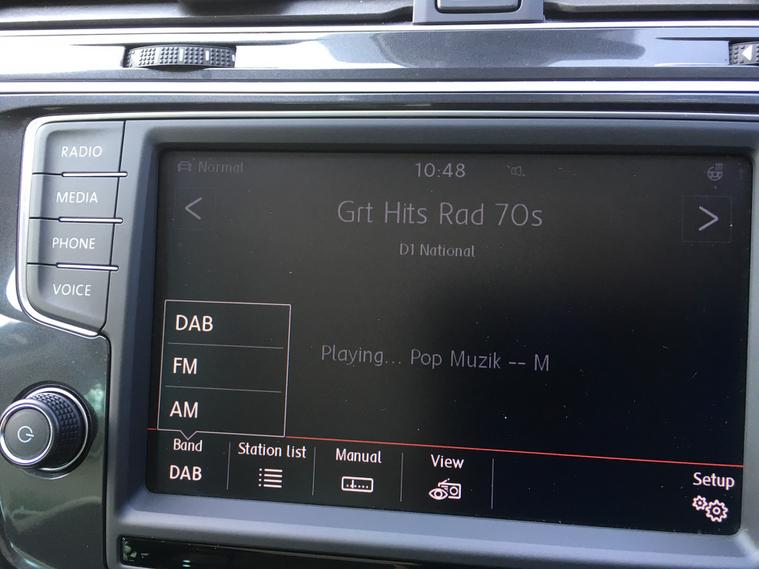 RADIO
MEDIA
PHONE
VOICE
Normal
10:48
Grt Hits Rad 70s
D1 National
Playing... Pop Muzik -- M
DAB
FM
AM
Band
DAB
Station list
Manual
View
Setup